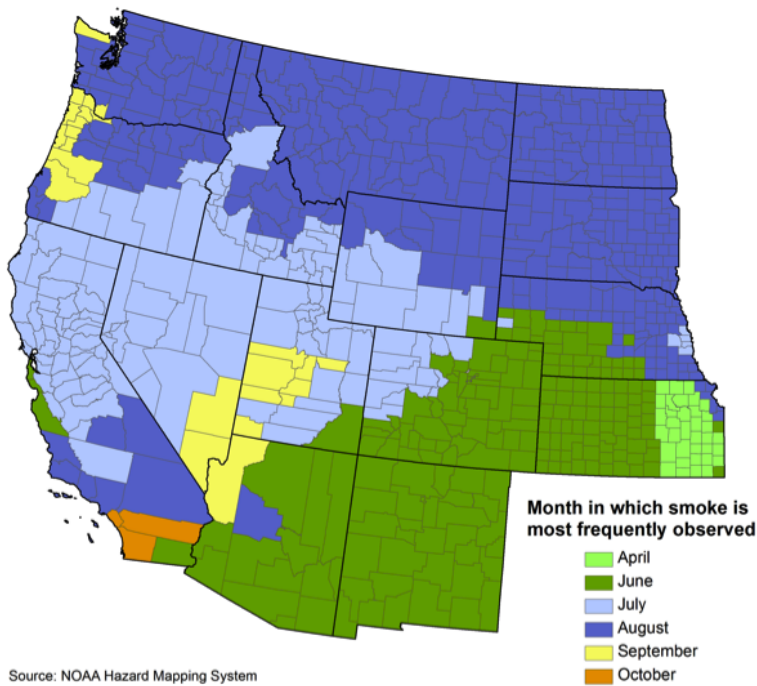 Month in which smoke is
most frequently observed
April
June
July
August
September
October
Source: NOAA Hazard Mapping System